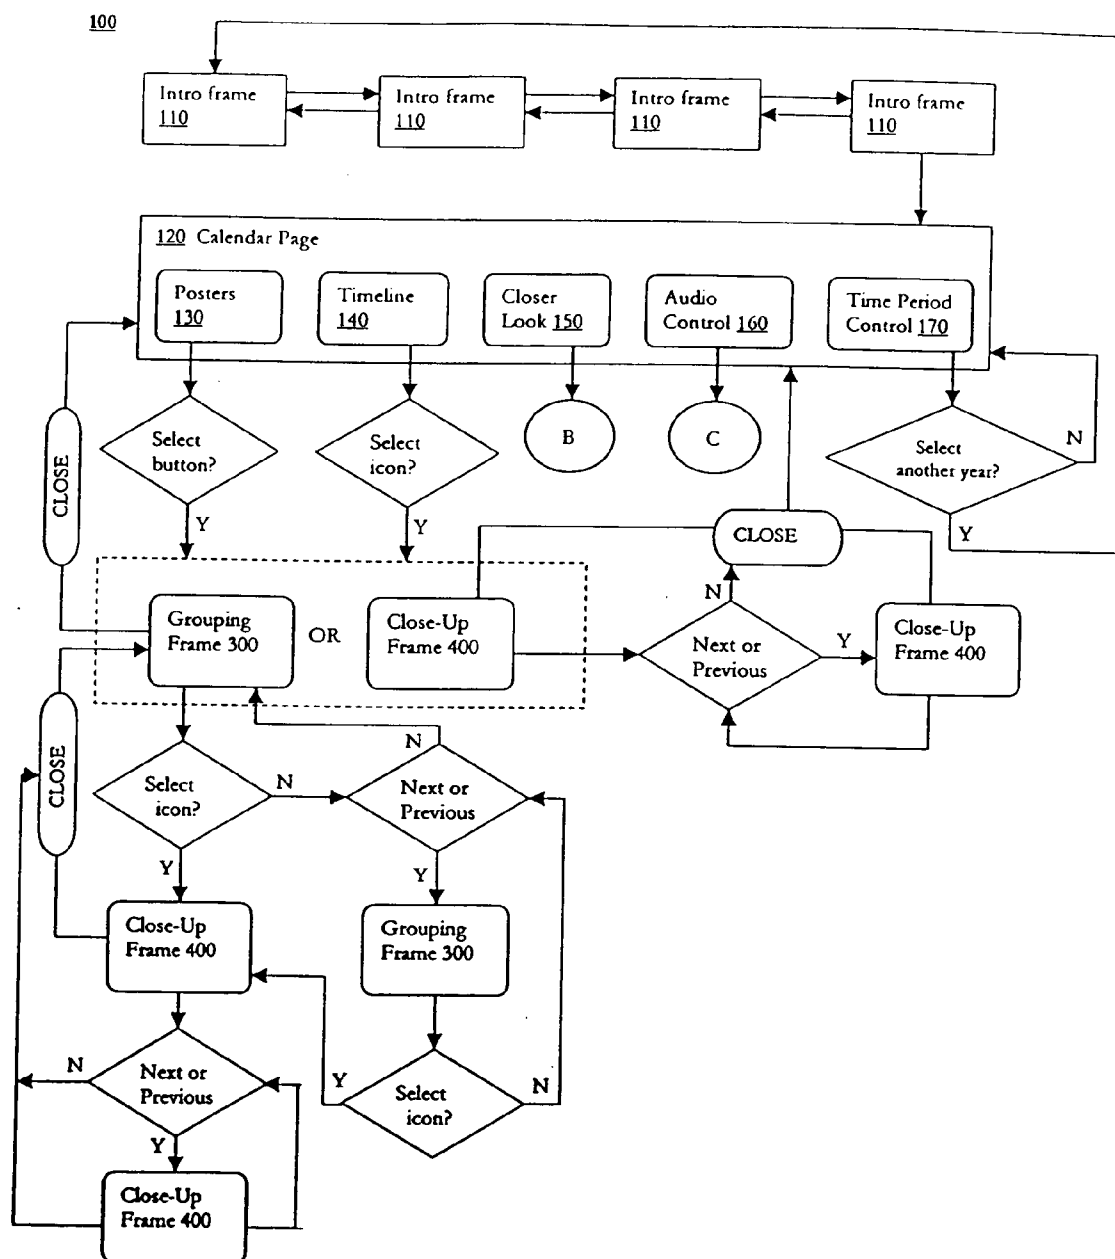 100
Intro frame
110
Intro frame
110
Intro frame
110
Intro frame
110
120 Calendar Page
Posters
130
Timeline
140
Closer
Look 150
Audio
Control 160
Time Period
Control 170
CLOSE
Select
button?
Select
icon?
B
C
Select
another year?
N
Y
Y
Y
CLOSE
Grouping
Frame 300
OR
Close-Up
Frame 400
N
Next or
Previous
Y
Close-Up
Frame 400
CLOSE
Select
icon?
N
N
Next or
Previous
Y
Y
Close-Up
Frame 400
Grouping
Frame 300
N
Next or
Previous
Y
Select
icon?
N
Y
Close-Up
Frame 400